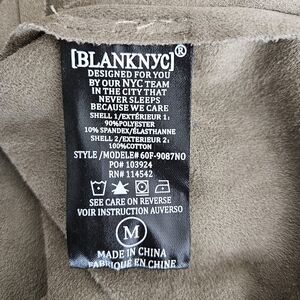 [BLANKNYC]®
DESIGNED FOR YOU
BY OUR NYC TEAM
IN THE CITY THAT
NEVER SLEEPS
BECAUSE WE CARE
SHELL 1/EXTÉRIEUR 1:
90%POLYESTER
10% SPANDEX/ÉLASTHANNE
SHELL 2/EXTÉRIEUR 2:
100%COTTON
STYLE /MODELE# 60F-9087NO
PO# 103924
RN# 114542
SEE CARE ON REVERSE
VOIR INSTRUCTION AUVERSO
M
MADE IN CHINA
FABRIQUÉ EN CHINE